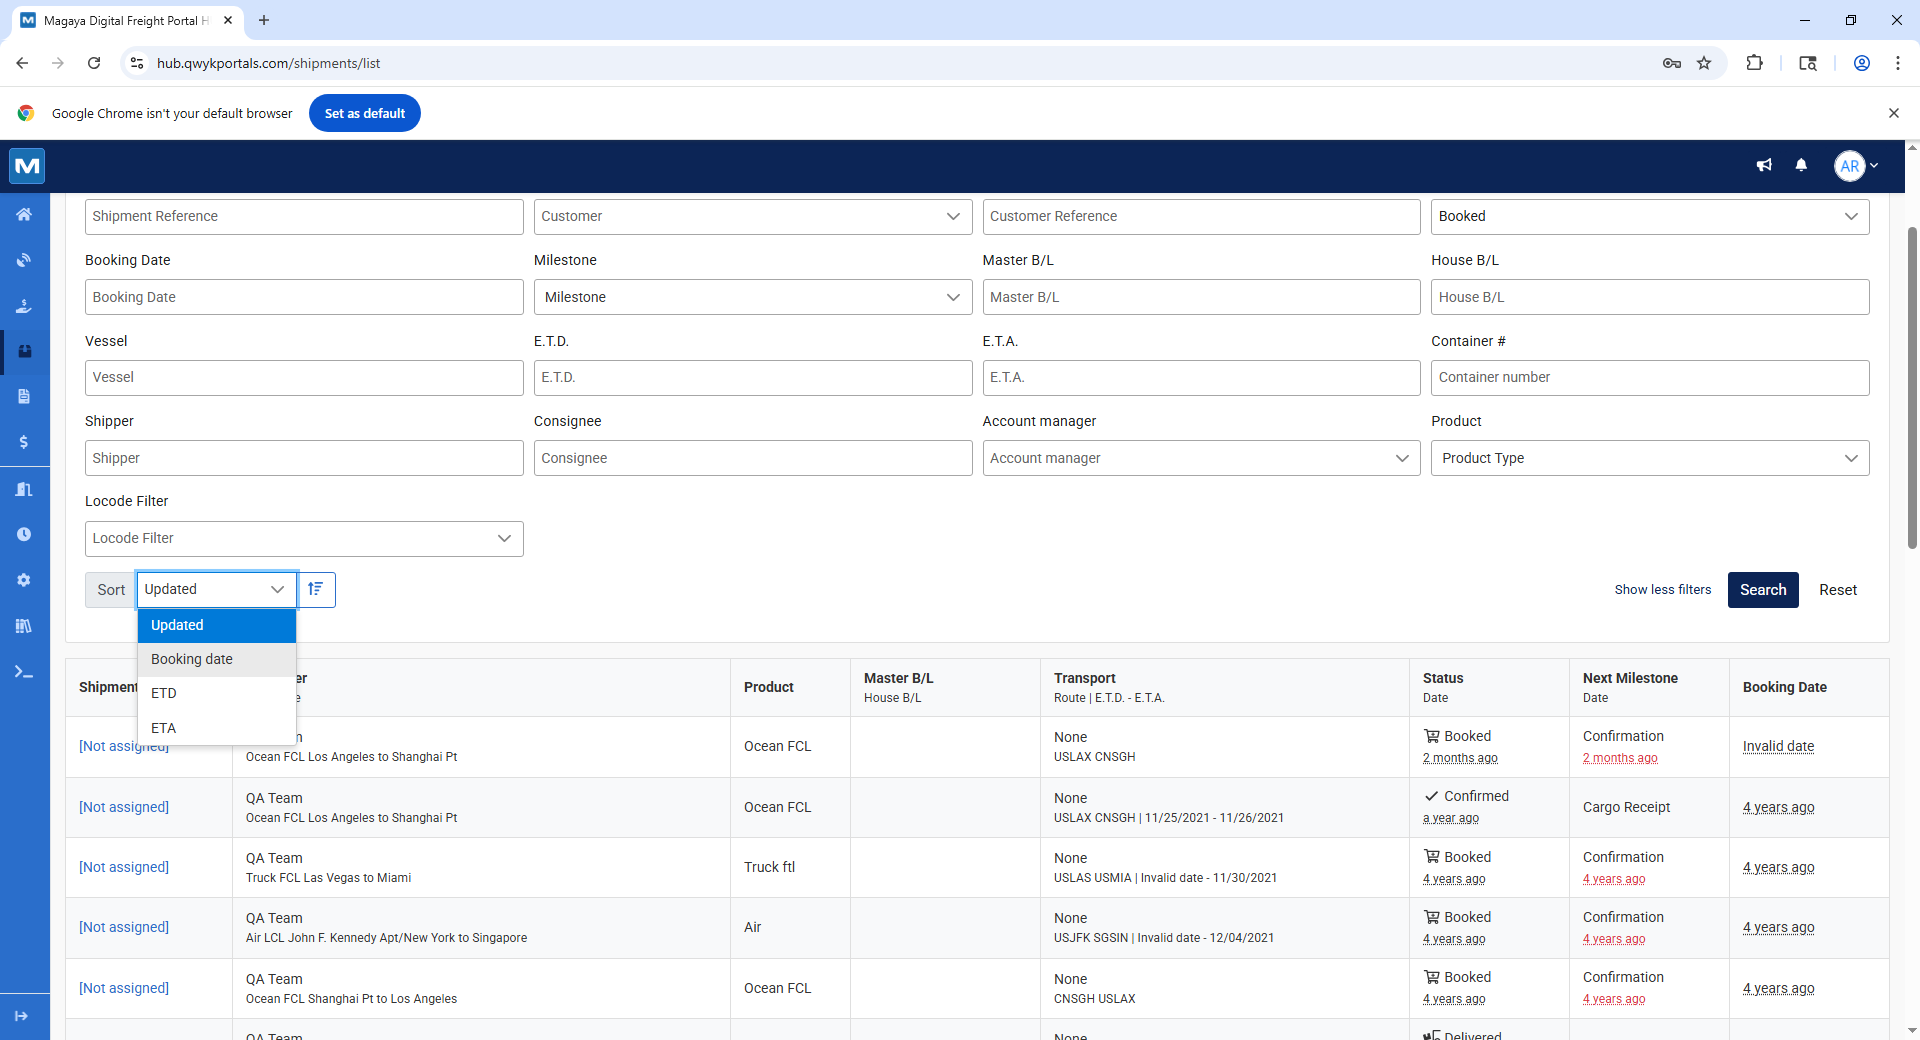 Magaya Digital Freight Portal H
hub.qwykportals.com/shipments/list
Google Chrome isn't your default browser
Set as default
M
AR
Shipment Reference
Customer
Customer Reference
Booked
Booking Date
Milestone
Master B/L
House B/L
Booking Date
Milestone
Master B/L
House B/L
Vessel
E.T.D.
E.T.A.
Container #
Vessel
E.T.D.
E.T.A.
Container number
Shipper
Consignee
Account manager
Product
Shipper
Consignee
Account manager
Product Type
Locode Filter
Locode Filter
Sort
Updated
Show less filters
Search
Reset
Updated
Booking date
ETD
ETA
Shipment
er
e
Product
Master B/L
House B/L
Transport
Route | E.T.D. - E.T.A.
Status
Date
Next Milestone
Date
Booking Date
[Not assigned]
n
Ocean FCL Los Angeles to Shanghai Pt
Ocean FCL
None
USLAX CNSGH
Booked
2 months ago
Confirmation
2 months ago
Invalid date
[Not assigned]
QA Team
Ocean FCL Los Angeles to Shanghai Pt
Ocean FCL
None
USLAX CNSGH | 11/25/2021 - 11/26/2021
Confirmed
a year ago
Cargo Receipt
4 years ago
[Not assigned]
QA Team
Truck FCL Las Vegas to Miami
Truck ftl
None
USLAS USMIA | Invalid date - 11/30/2021
Booked
4 years ago
Confirmation
4 years ago
4 years ago
[Not assigned]
QA Team
Air LCL John F. Kennedy Apt/New York to Singapore
Air
None
USJFK SGSIN | Invalid date - 12/04/2021
Booked
4 years ago
Confirmation
4 years ago
4 years ago
[Not assigned]
QA Team
Ocean FCL Shanghai Pt to Los Angeles
Ocean FCL
None
CNSGH USLAX
Booked
4 years ago
Confirmation
4 years ago
4 years ago
QA Team
None
Delivered